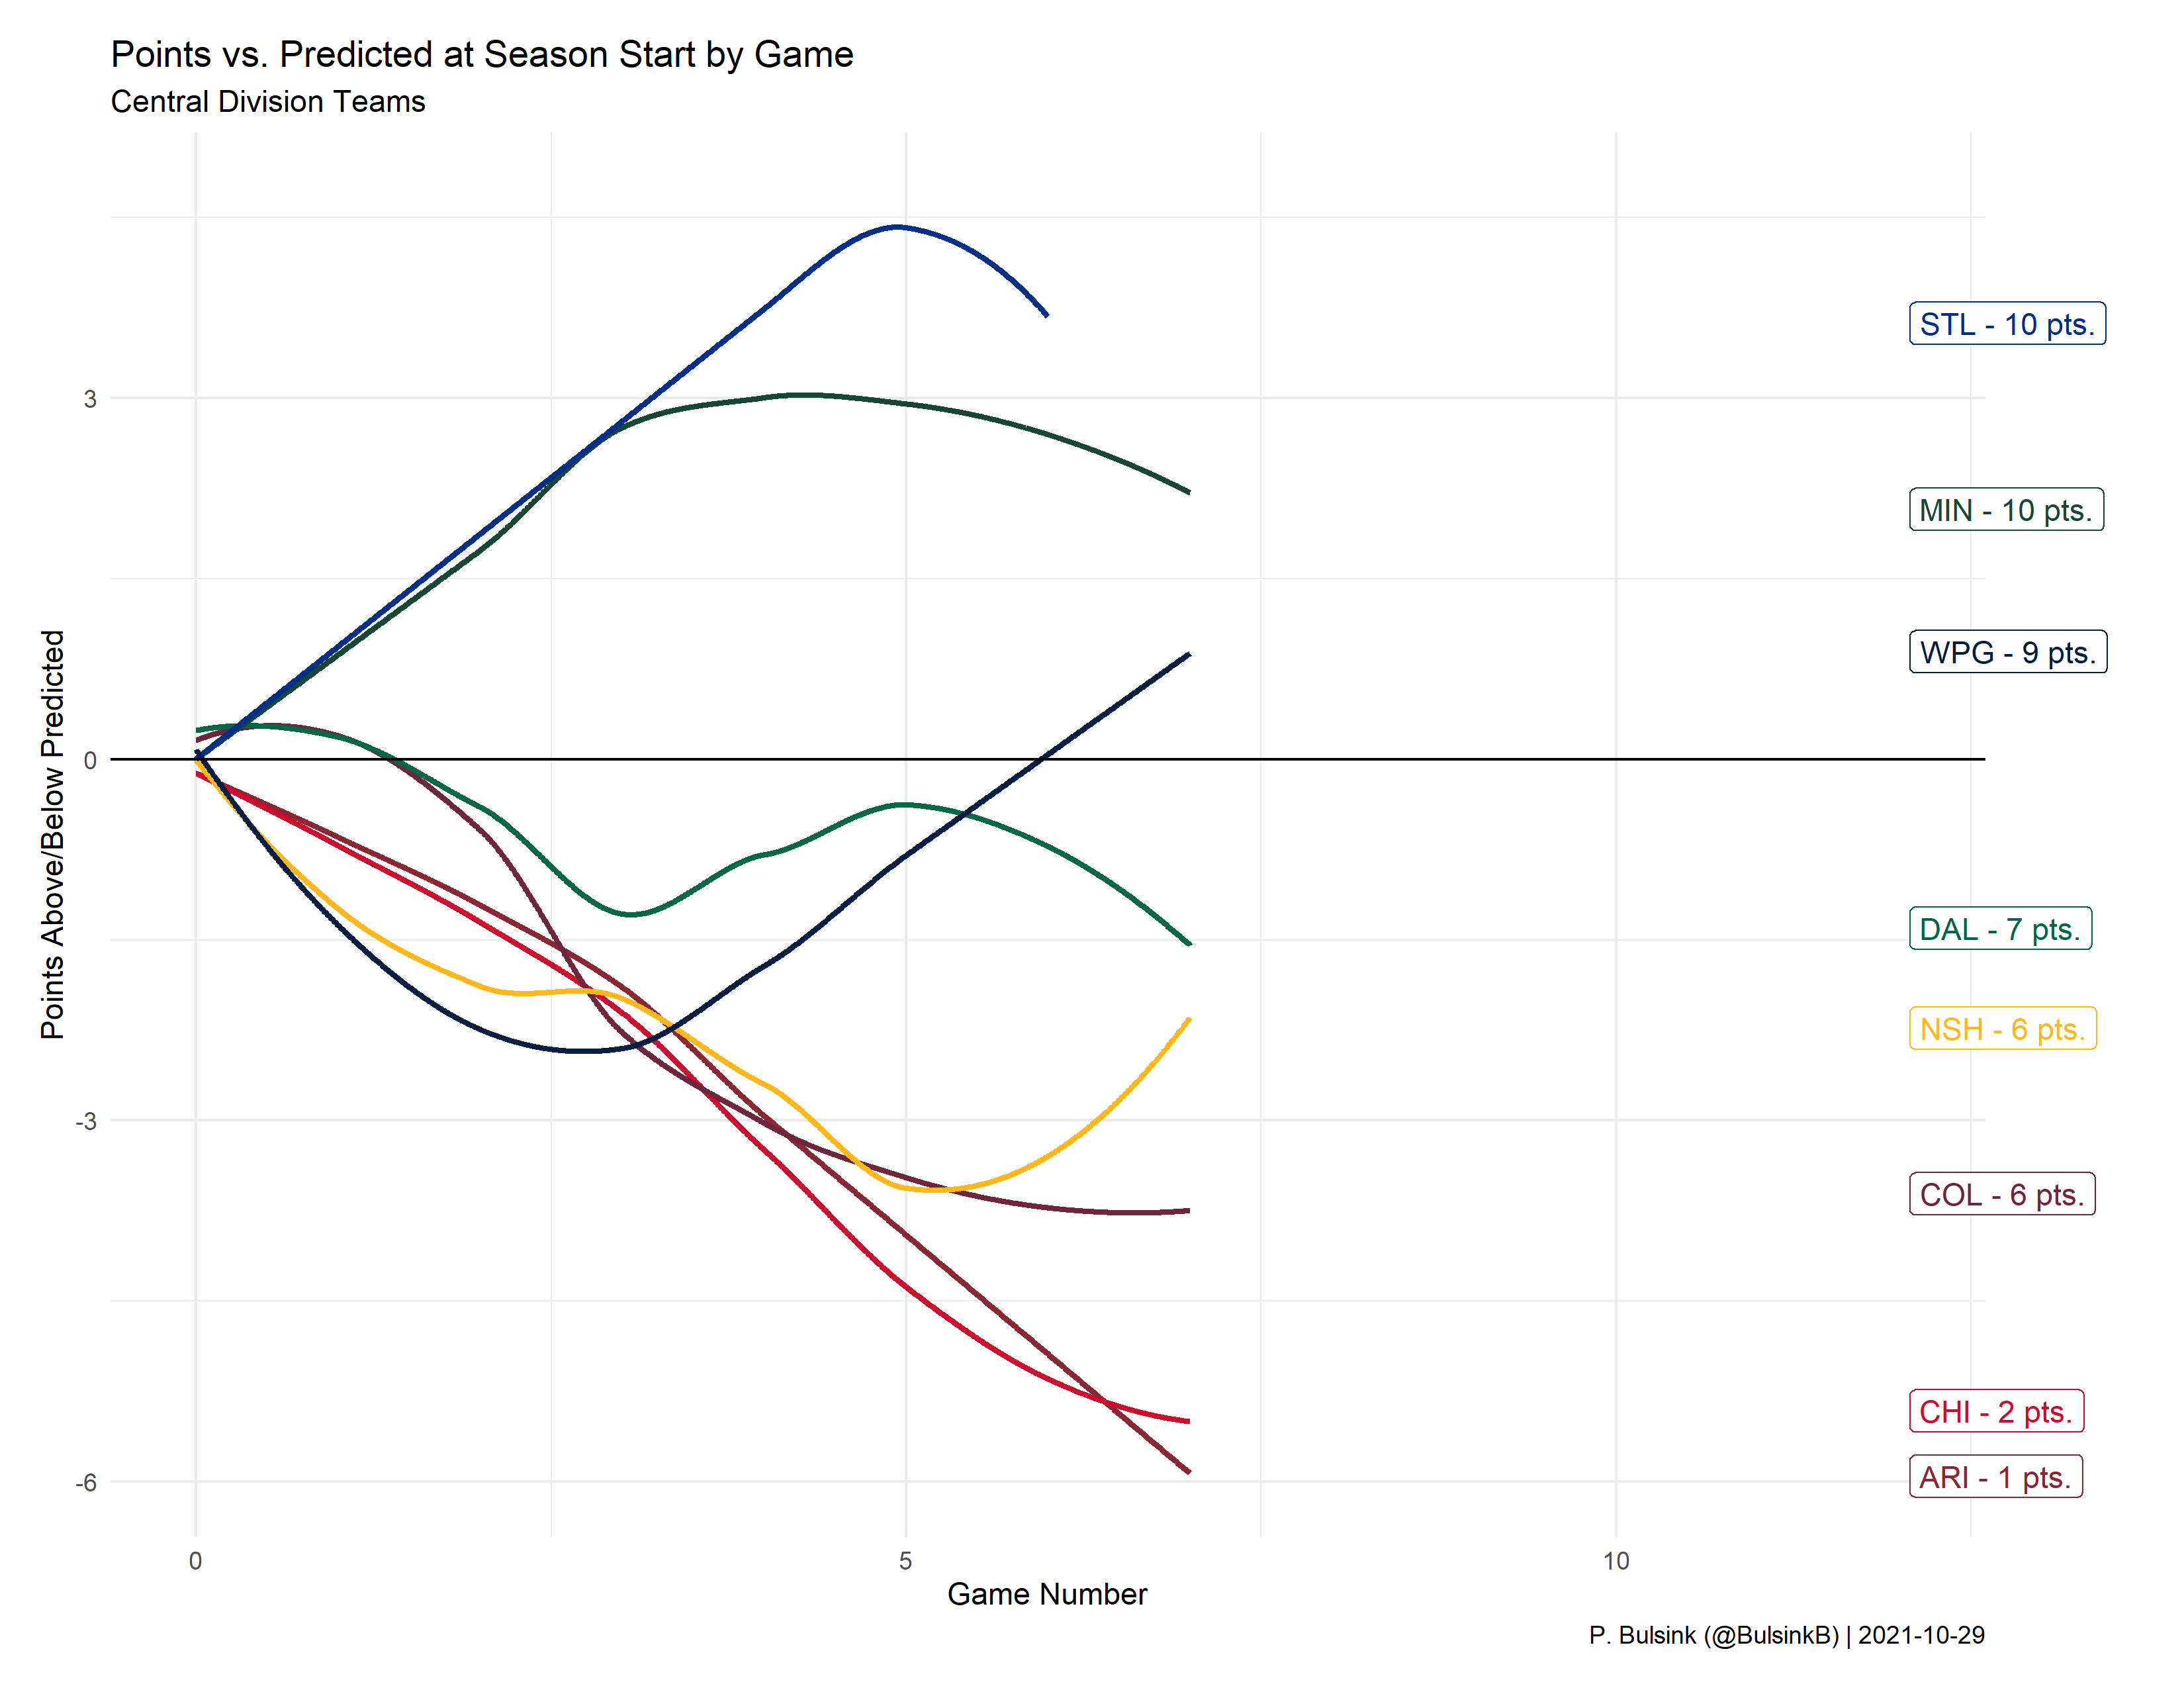 Points vs. Predicted at Season Start by Game
Central Division Teams
Points Above/Below Predicted
3
0
-3
-6
STL - 10 pts.
MIN - 10 pts.
WPG - 9 pts.
DAL - 7 pts.
NSH - 6 pts.
COL - 6 pts.
CHI - 2 pts.
ARI - 1 pts.
0 5 10
Game Number
P. Bulsink (@BulsinkB) | 2021-10-29